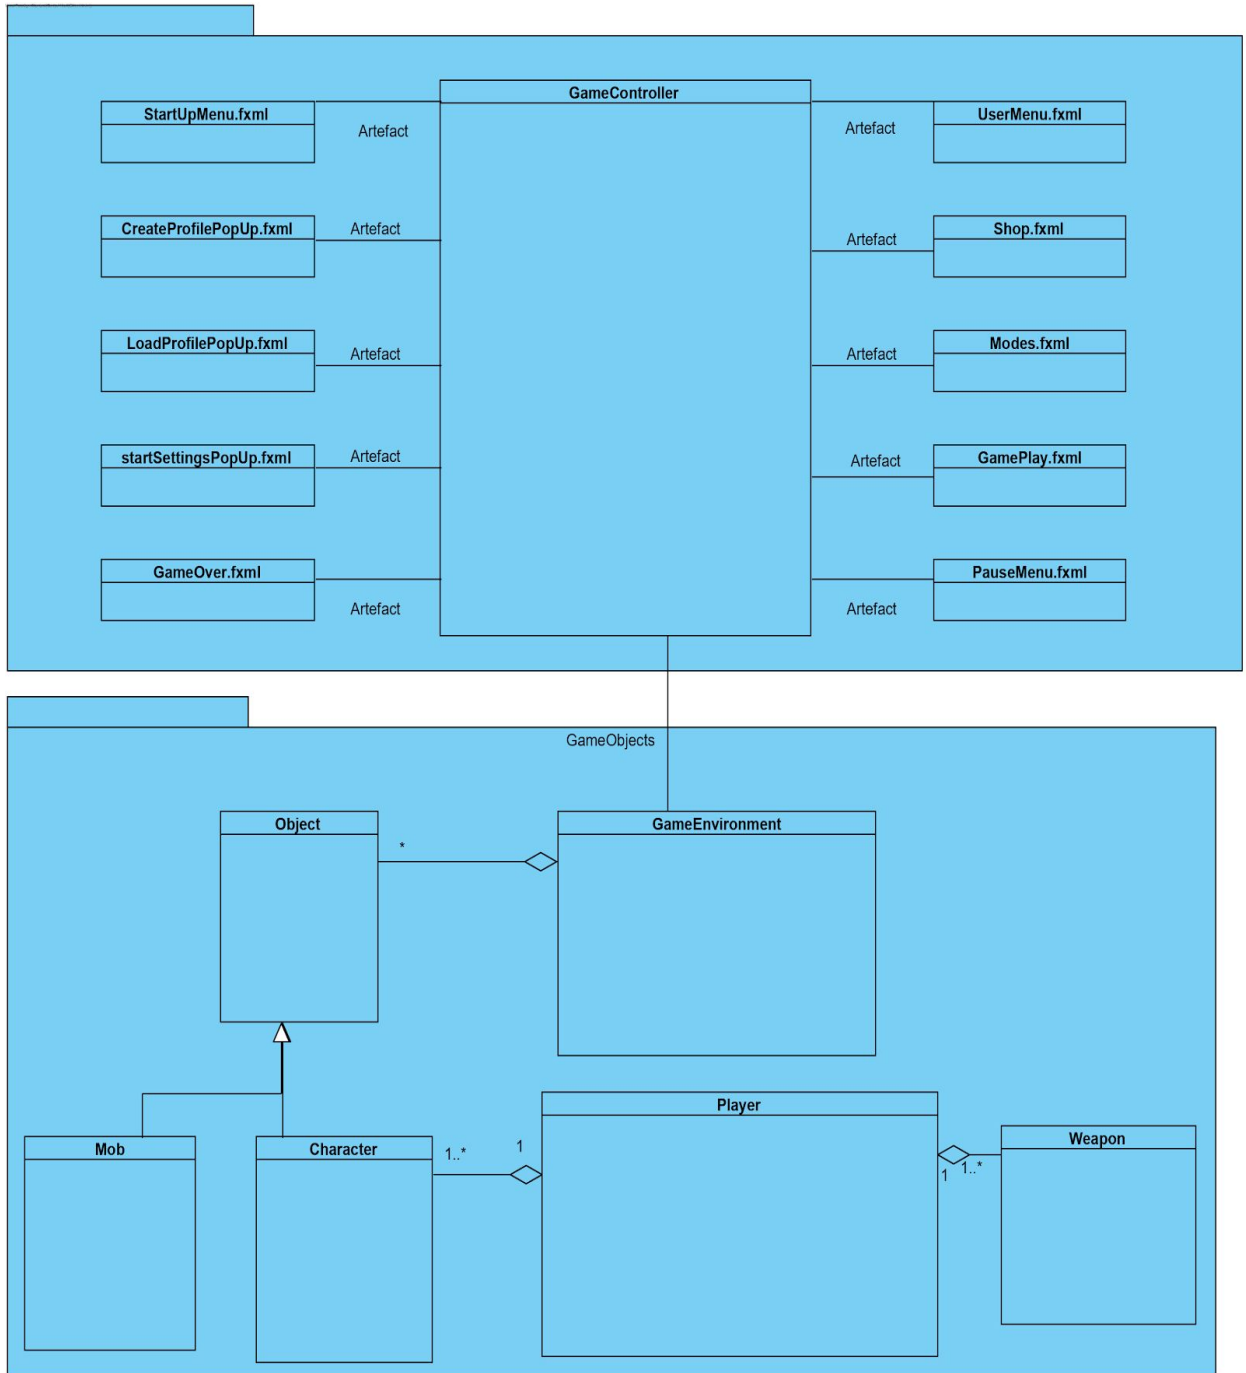 GameController
StartUpMenu.fxml
Artefact
Artefact
UserMenu.fxml
CreateProfilePopUp.fxml
Artefact
Artefact
Shop.fxml
LoadProfilePopUp.fxml
Artefact
Artefact
Modes.fxml
startSettingsPopUp.fxml
Artefact
Artefact
GamePlay.fxml
GameOver.fxml
Artefact
Artefact
PauseMenu.fxml
GameObjects
Object
*
GameEnvironment
Mob
Character
1..*
1
Player
1
1..*
Weapon